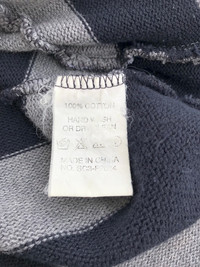 100% COTTON
HAND WASH
OR DRY CLEAN
MADE IN CHINA